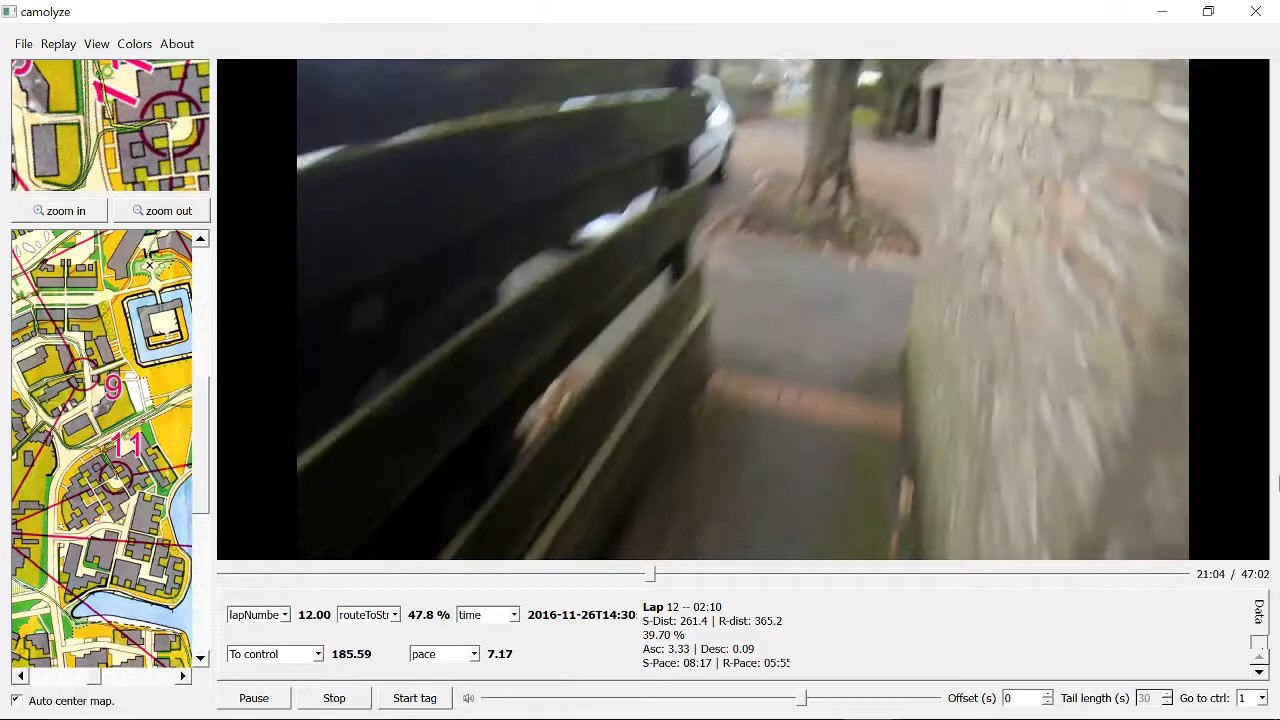 camolyze
File Replay View Colors About
17
zoom in zoom out
9
11
21:04 / 47:02
lapNumbe 12.00 routeToStr 47.8 % time 2016-11-26T14:30:
To control 185.59 pace 7.17
Lap 12 -- 02:10
S-Dist: 261.4 | R-dist: 365.2
39.70 %
Asc: 3.33 | Desc: 0.09
S-Pace: 08:17 | R-Pace: 05:5
Data
Auto center map.
Pause Stop Start tag Offset (s) 0 Tail length (s) 30 Go to ctrl: 1